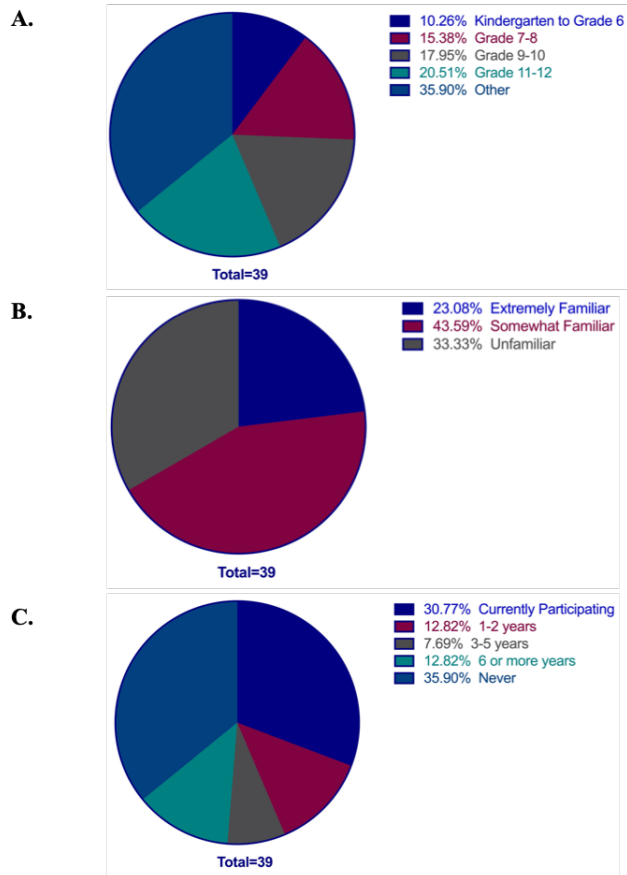 A.
10.26% Kindergarten to Grade 6
15.38% Grade 7-8
17.95% Grade 9-10
20.51% Grade 11-12
35.90% Other
Total=39
B.
23.08% Extremely Familiar
43.59% Somewhat Familiar
33.33% Unfamiliar
Total=39
C.
30.77% Currently Participating
12.82% 1-2 years
7.69% 3-5 years
12.82% 6 or more years
35.90% Never
Total=39